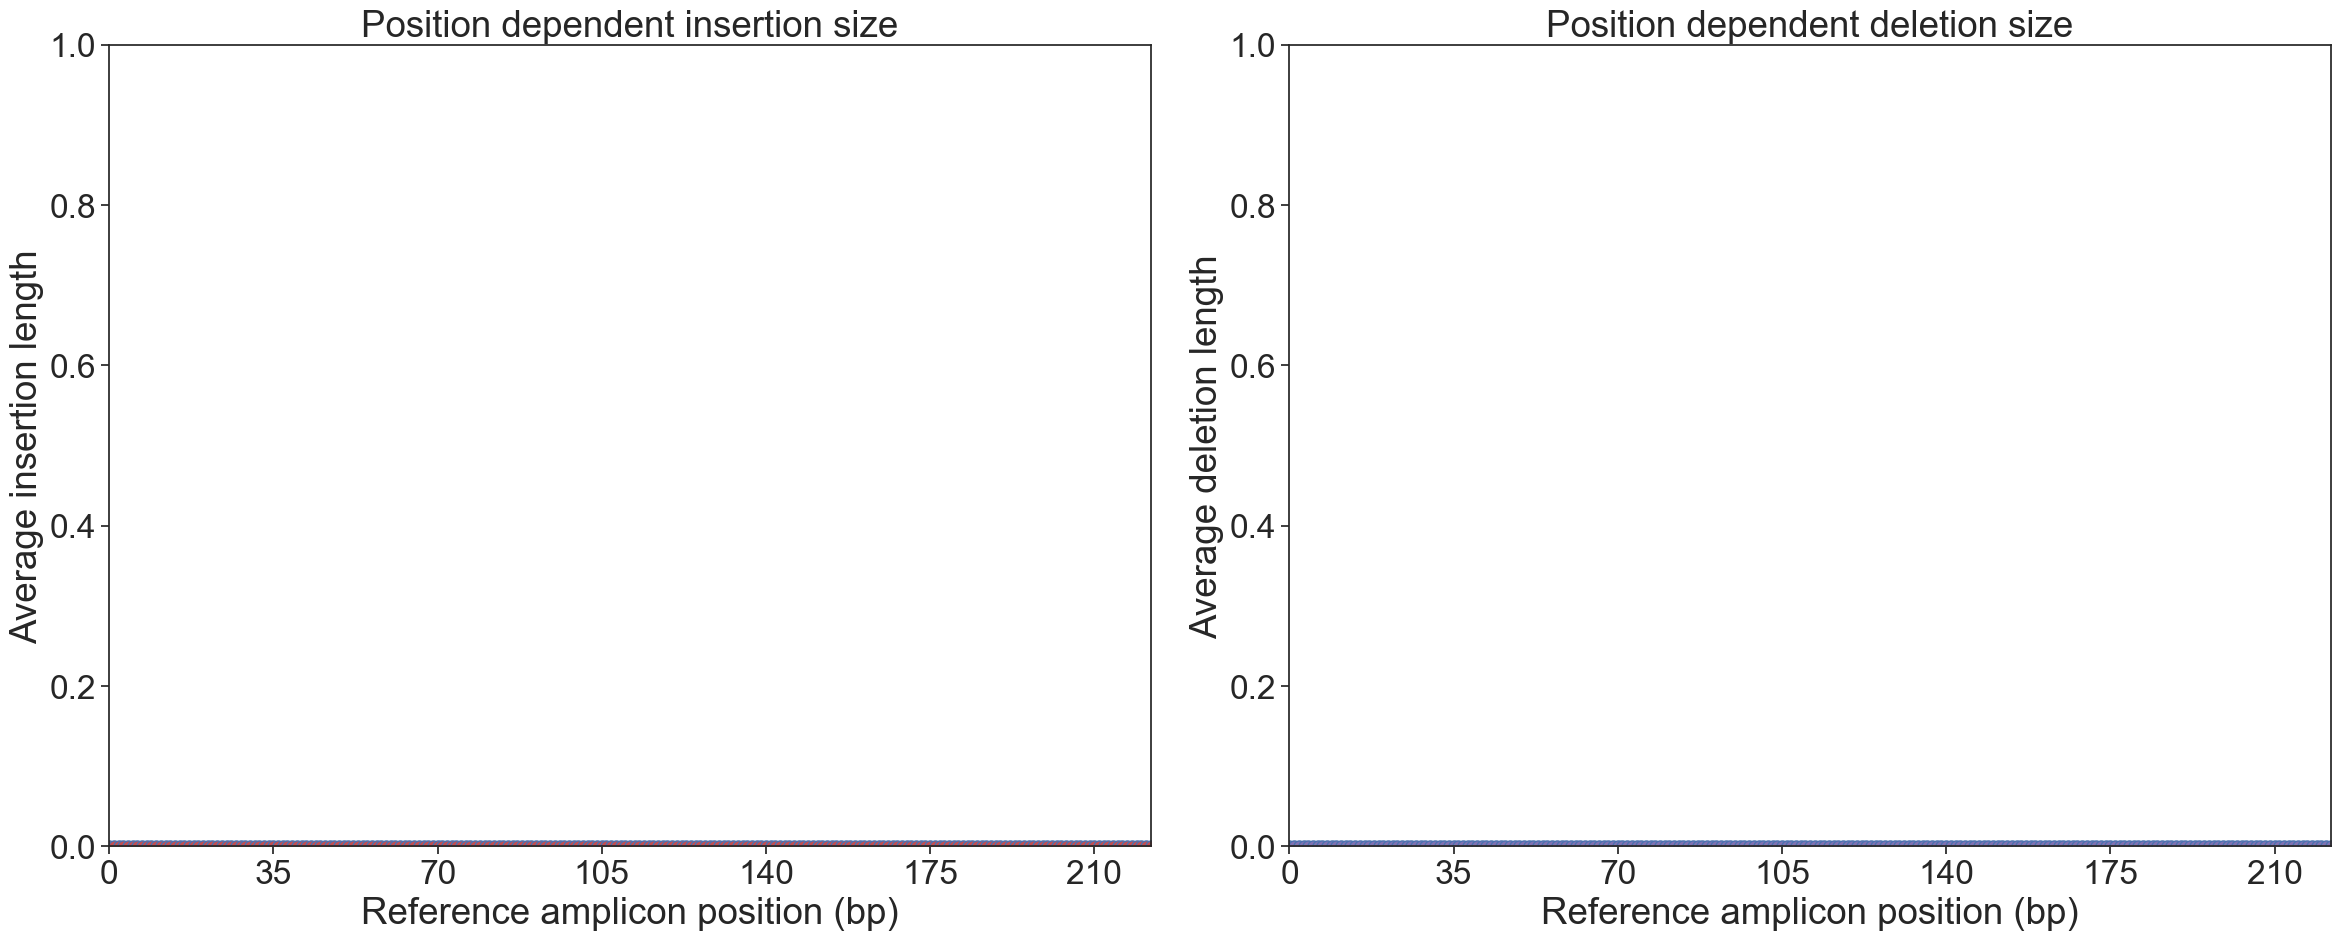 Position dependent insertion size
1.0
0.8
0.6
0.4
0.2
0.0
Average insertion length
0 35 70 105 140 175 210
Reference amplicon position (bp)
Position dependent deletion size
1.0
0.8
0.6
0.4
0.2
0.0
Average deletion length
0 35 70 105 140 175 210
Reference amplicon position (bp)